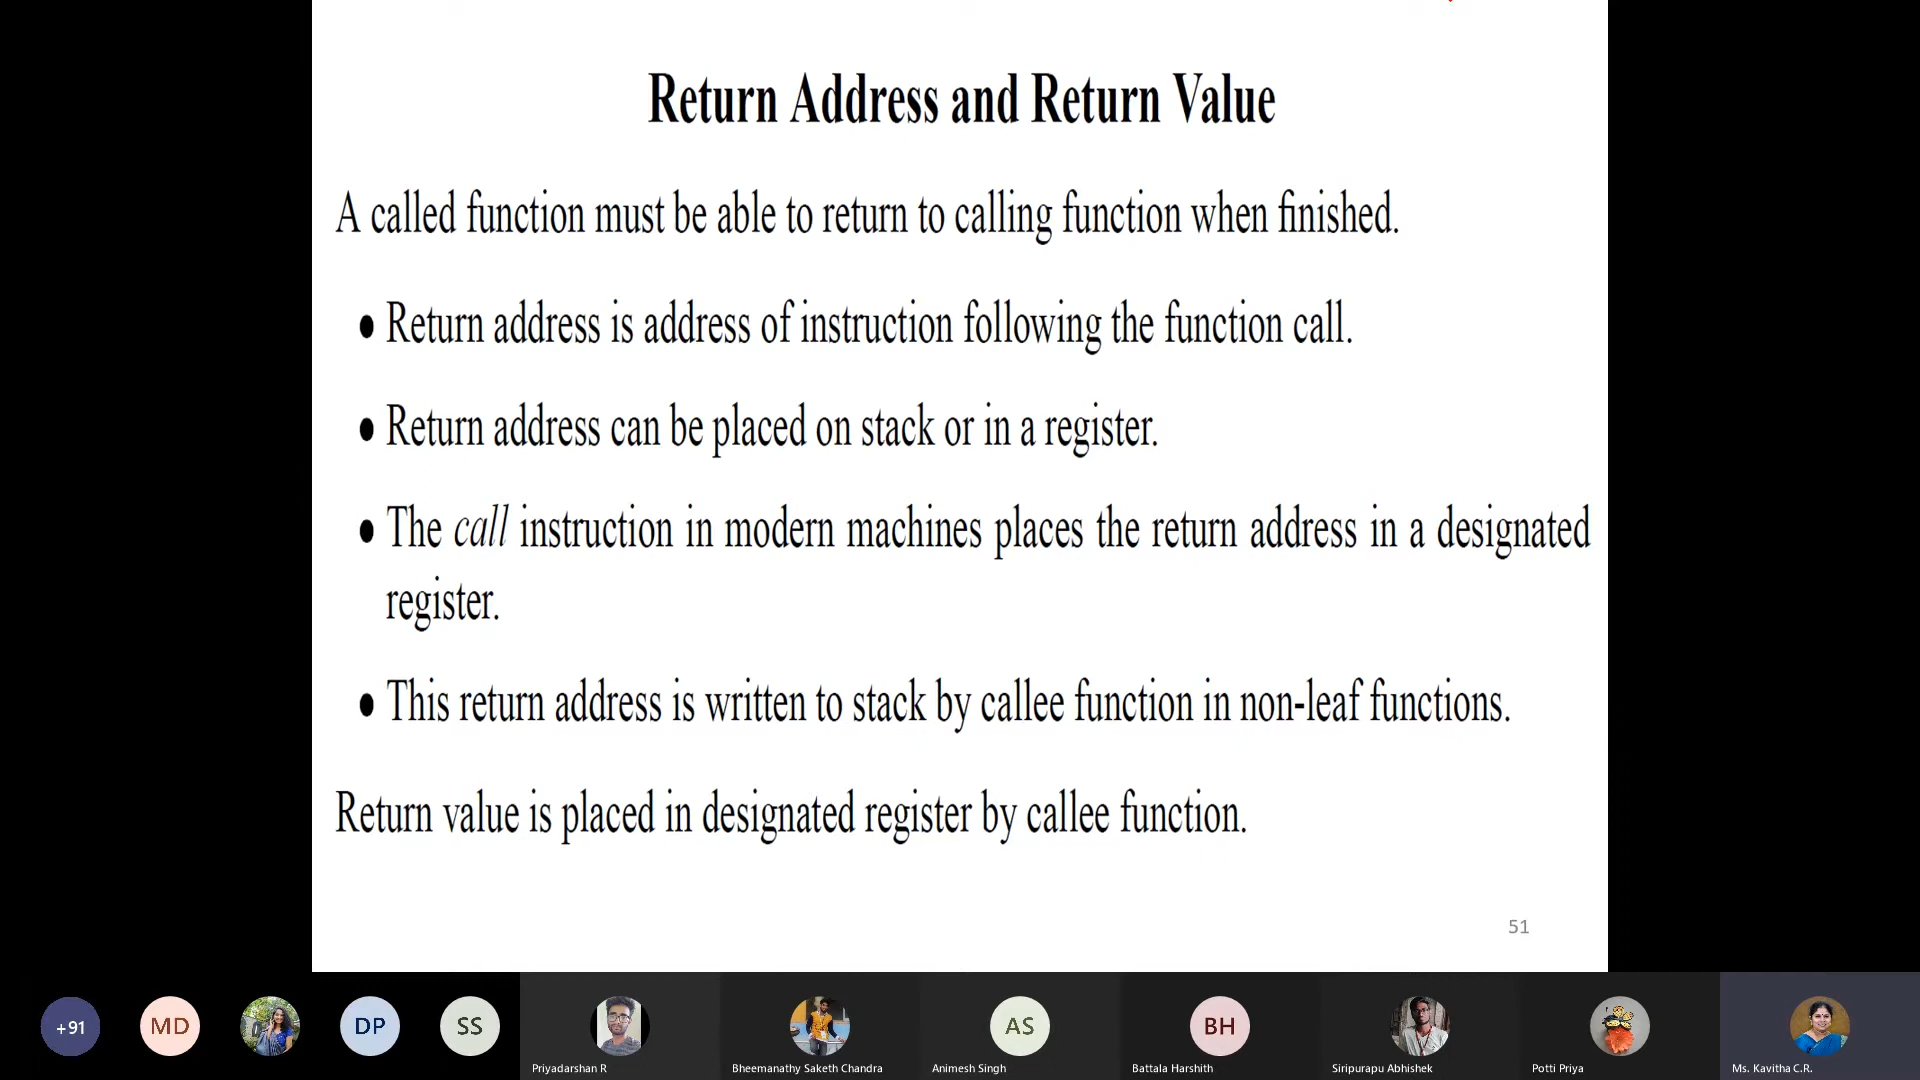 Return Address and Return Value
A called function must be able to return to calling function when finished.
● Return address is address of instruction following the function call.
● Return address can be placed on stack or in a register.
● The call instruction in modern machines places the return address in a designated
register.
● This return address is written to stack by callee function in non-leaf functions.
Return value is placed in designated register by callee function.
51
+91
MD
DP
SS
AS
BH
Priyadarshan R
Bheemanathy Saketh Chandra
Animesh Singh
Battala Harshith
Siripurapu Abhishek
Potti Priya
Ms. Kavitha C.R.